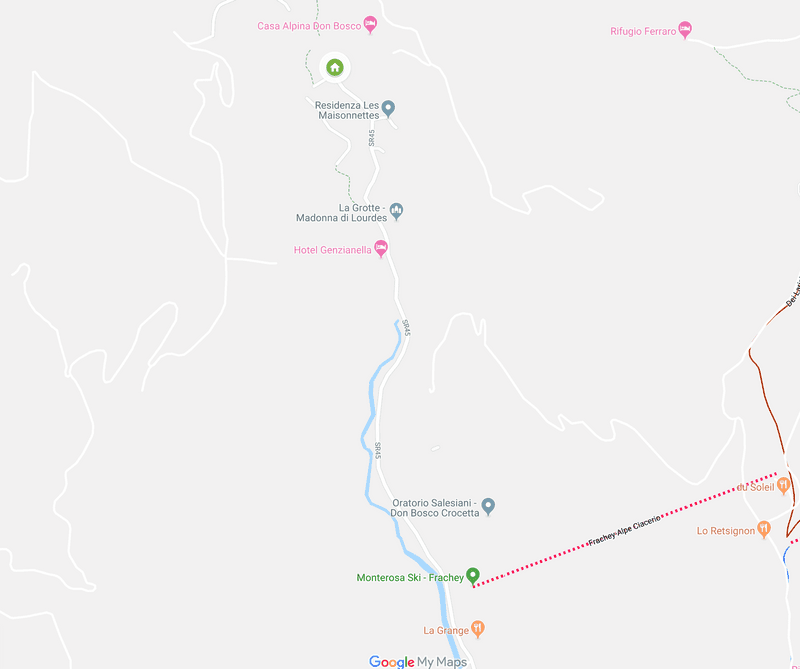 Casa Alpina Don Bosco
Rifugio Ferraro
Residenza Les
Maisonnettes
SR45
La Grotte -
Madonna di Lourdes
Hotel Genzianella
SR45
SR45
du Soleil
Oratorio Salesiani -
Don Bosco Crocetta
Frachey-Alpe Ciacerio
Lo Retsignon
Monterosa Ski - Frachey
La Grange
Google My Maps